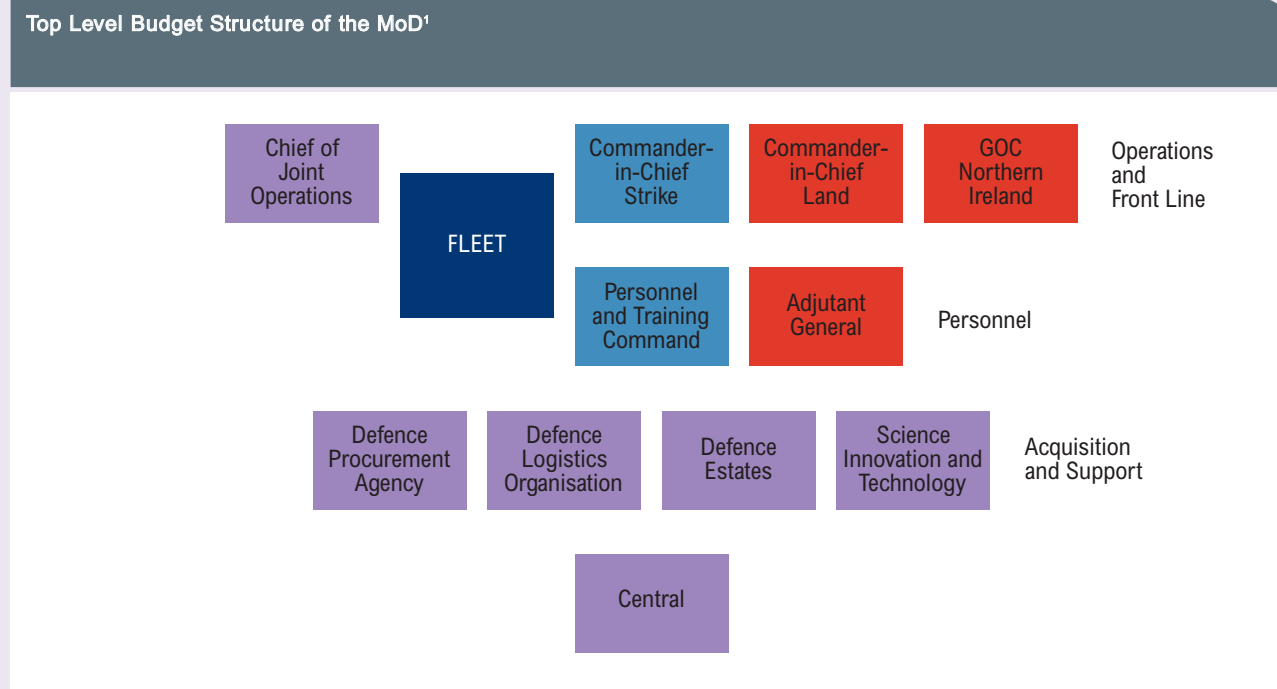 Top Level Budget Structure of the MoD¹
Chief of
Joint
Operations
FLEET
Commander-
in-Chief
Strike
Commander-
in-Chief
Land
GOC
Northern
Ireland
Operations
and
Front Line
Personnel
and Training
Command
Adjutant
General
Personnel
Defence
Procurement
Agency
Defence
Logistics
Organisation
Defence
Estates
Science
Innovation and
Technology
Acquisition
and Support
Central